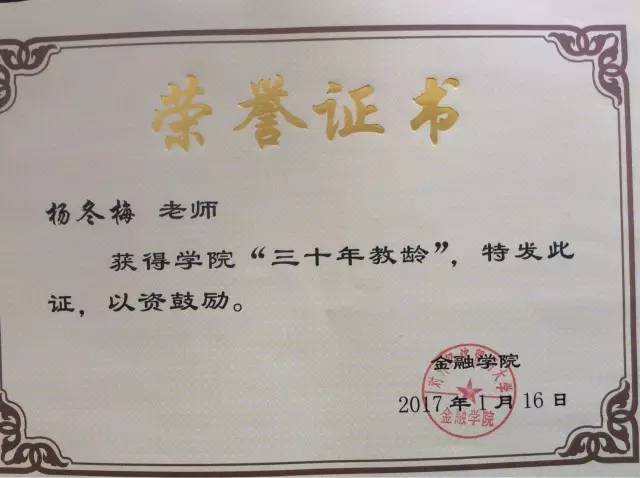 荣誉证书
杨冬梅 老师
获得学院“三十年教龄”，特发此
证，以资鼓励。
金融学院
2017年1月16日
金融学院